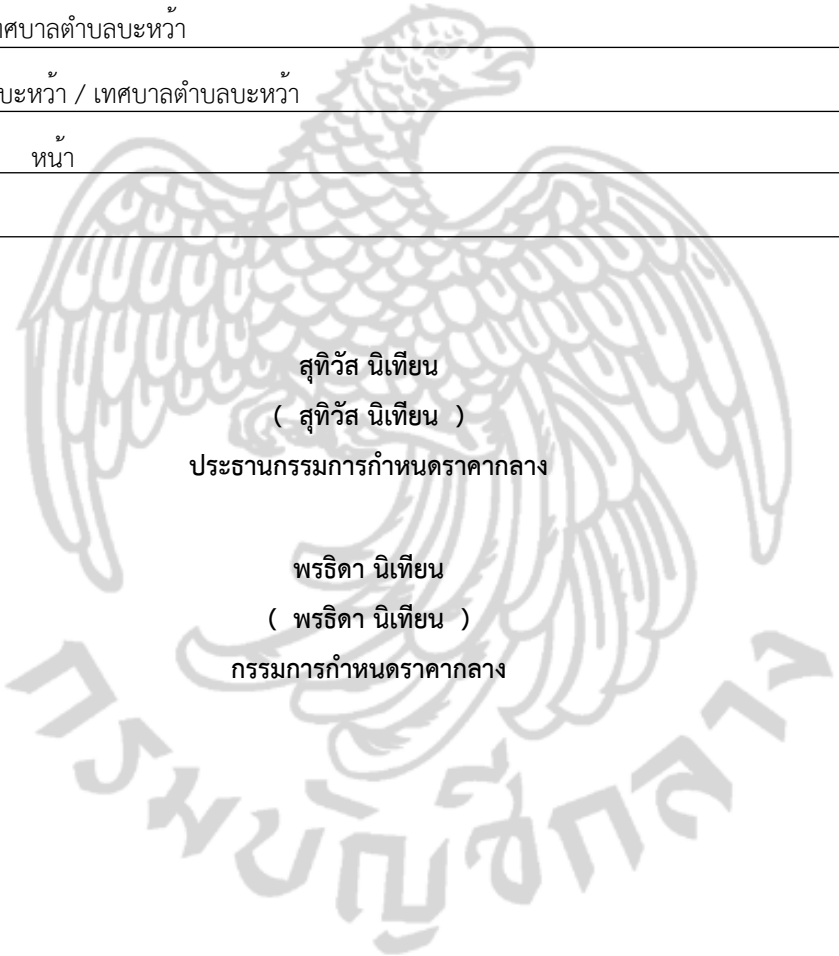 ทศบาลตำบลบะหว้า
บะหว้า / เทศบาลตำบลบะหว้า
หน้า
สุทิวัส นิเทียน
( สุทิวัส นิเทียน )
ประธานกรรมการกำหนดราคากลาง
พรธิดา นิเทียน
( พรธิดา นิเทียน )
กรรมการกำหนดราคากลาง
กรมบัญชีกลาง